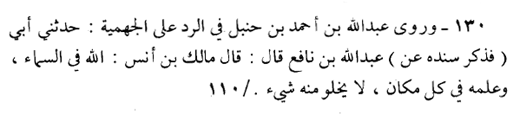 ١٣٠ - وروى عبدالله بن أحمد بن حنبل في الرد على الجهمية : حدثني أبي
( فذكر سنده عن ) عبدالله بن نافع قال : قال مالك بن أنس : الله في السماء ،
وعلمه في كل مكان ، لا يخلو منه شيء ./١١٠